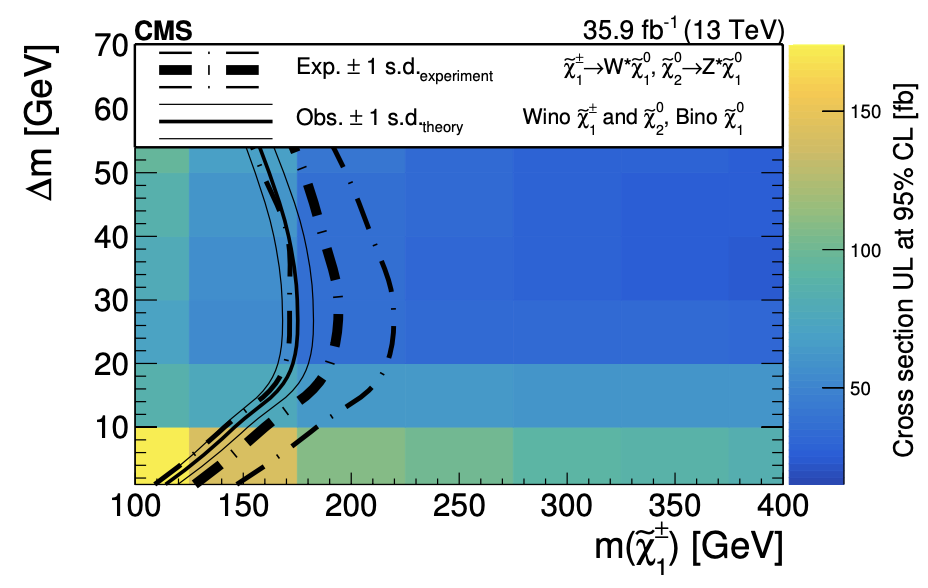 CMS 35.9 fb⁻¹ (13 TeV)
Exp. ± 1 s.d.experiment χ̃₁±→W*χ̃₁⁰, χ̃₂⁰→Z*χ̃₁⁰
Obs. ± 1 s.d.theory Wino χ̃₁± and χ̃₂⁰, Bino χ̃₁⁰
Δm [GeV]
70
60
50
40
30
20
10
100 150 200 250 300 350 400
m(χ̃₁±) [GeV]
150
100
50
Cross section UL at 95% CL [fb]